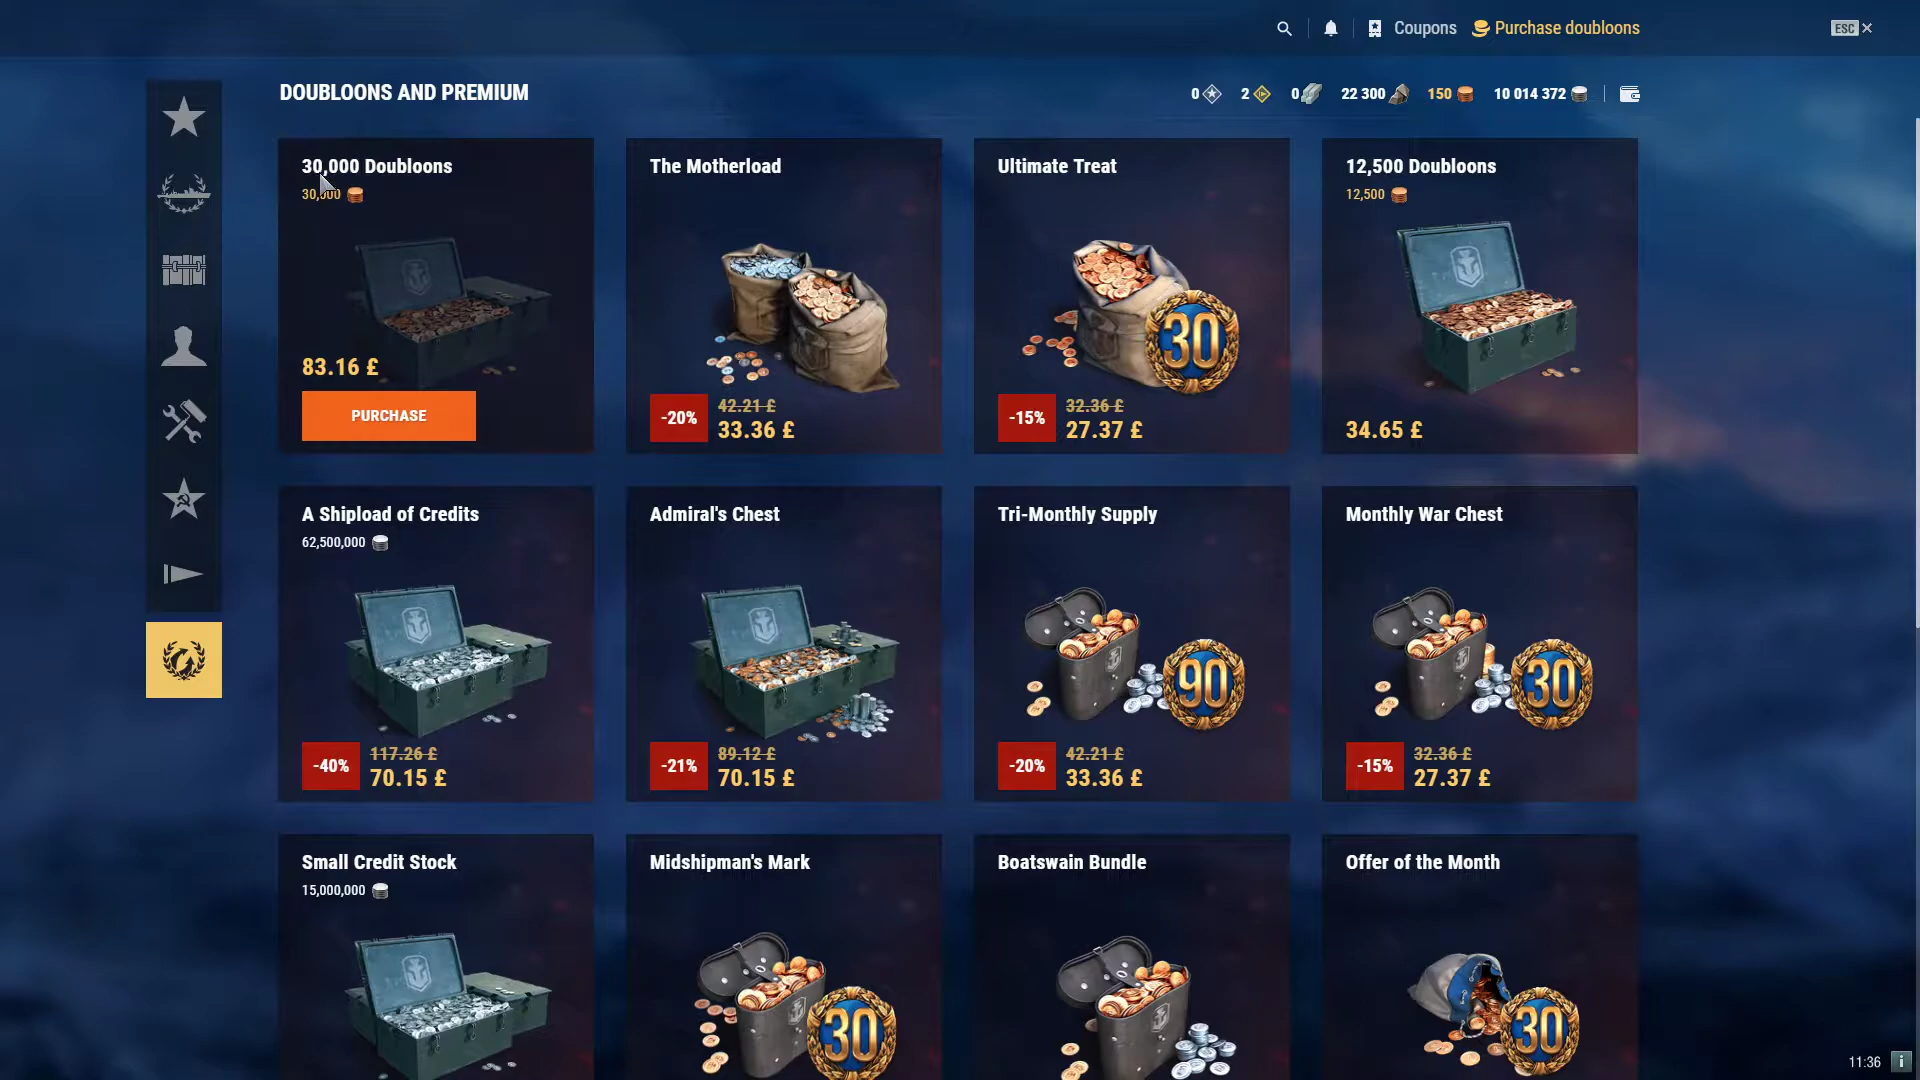 Coupons
Purchase doubloons
ESC
DOUBLOONS AND PREMIUM
0
2
0
22 300
150
10 014 372
30,000 Doubloons
30,000
83.16 £
PURCHASE
The Motherload
-20%
42.21 £
33.36 £
Ultimate Treat
30
-15%
32.36 £
27.37 £
12,500 Doubloons
12,500
34.65 £
A Shipload of Credits
62,500,000
-40%
117.26 £
70.15 £
Admiral's Chest
-21%
89.12 £
70.15 £
Tri-Monthly Supply
90
-20%
42.21 £
33.36 £
Monthly War Chest
30
-15%
32.36 £
27.37 £
Small Credit Stock
15,000,000
Midshipman's Mark
30
Boatswain Bundle
Offer of the Month
30
11:36
i